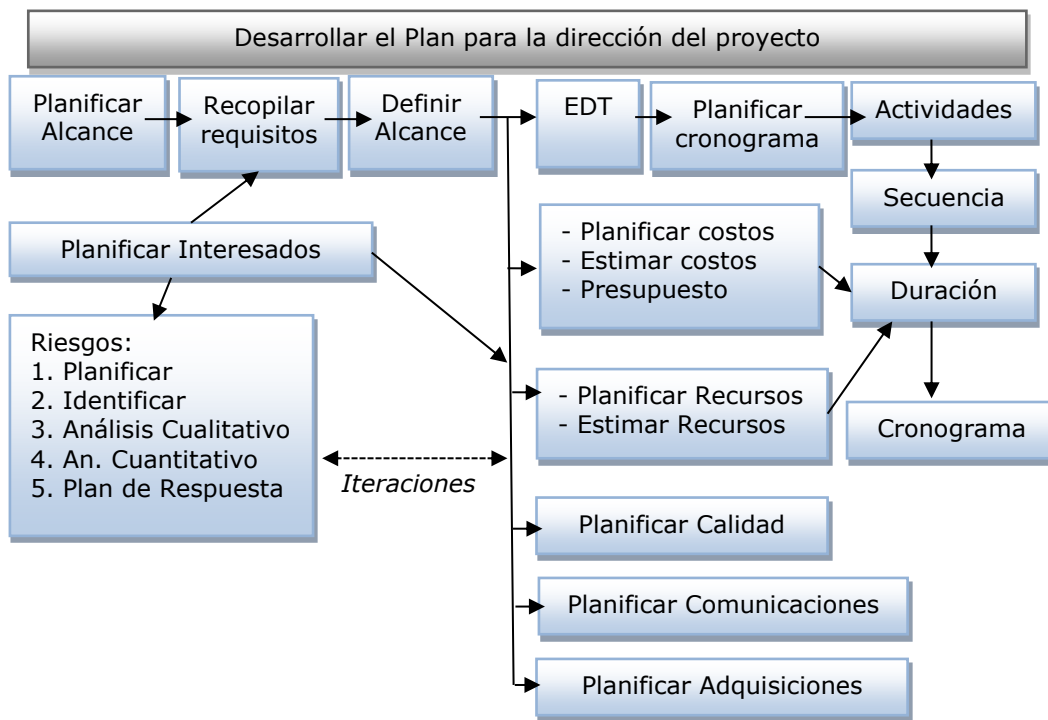 Desarrollar el Plan para la dirección del proyecto
Planificar
Alcance
Recopilar
requisitos
Definir
Alcance
EDT
Planificar
cronograma
Actividades
Secuencia
Planificar Interesados
- Planificar costos
- Estimar costos
- Presupuesto
Duración
Riesgos:
1. Planificar
2. Identificar
3. Análisis Cualitativo
4. An. Cuantitativo
5. Plan de Respuesta
Iteraciones
- Planificar Recursos
- Estimar Recursos
Cronograma
Planificar Calidad
Planificar Comunicaciones
Planificar Adquisiciones